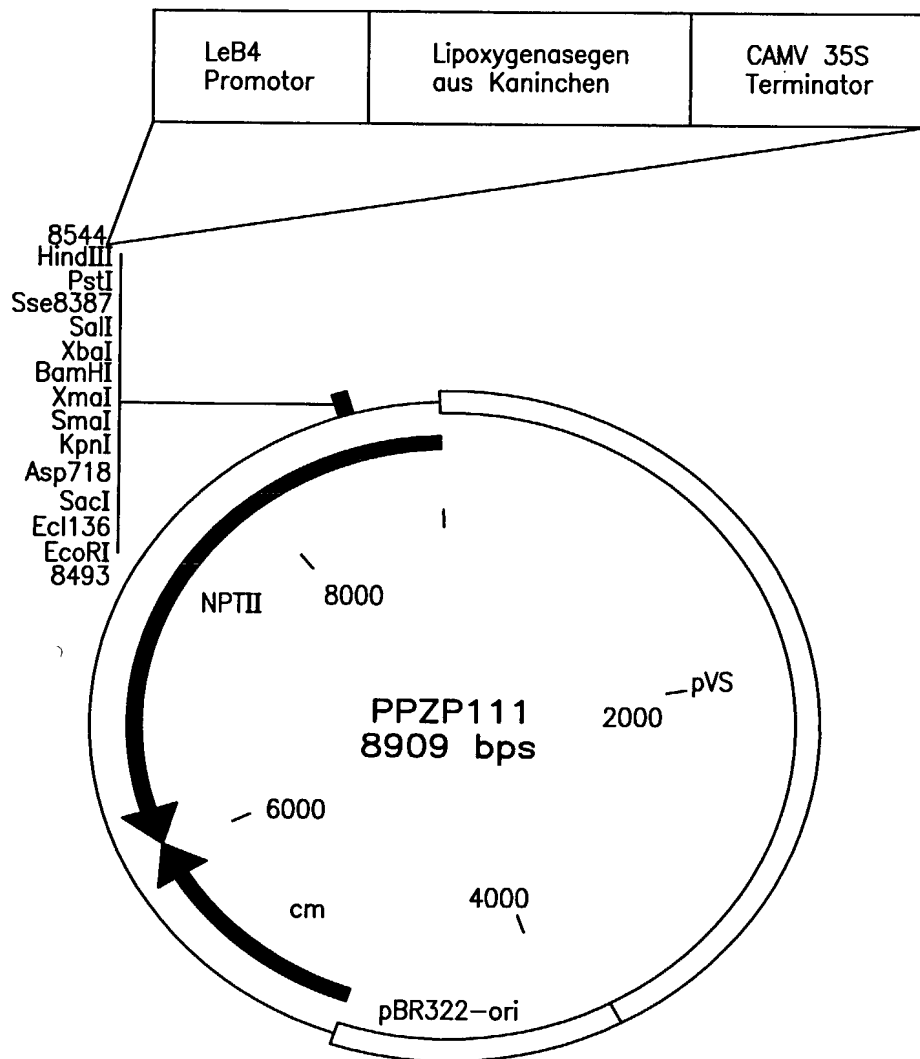 LeB4
Promotor
Lipoxygenasegen
aus Kaninchen
CAMV 35S
Terminator
8544
HindIII
PstI
Sse8387
SalI
XbaI
BamHI
XmaI
SmaI
KpnI
Asp718
SacI
Ecl136
EcoRI
8493
NPTII
8000
pVS
2000
PPZP111
8909 bps
6000
4000
cm
pBR322-ori